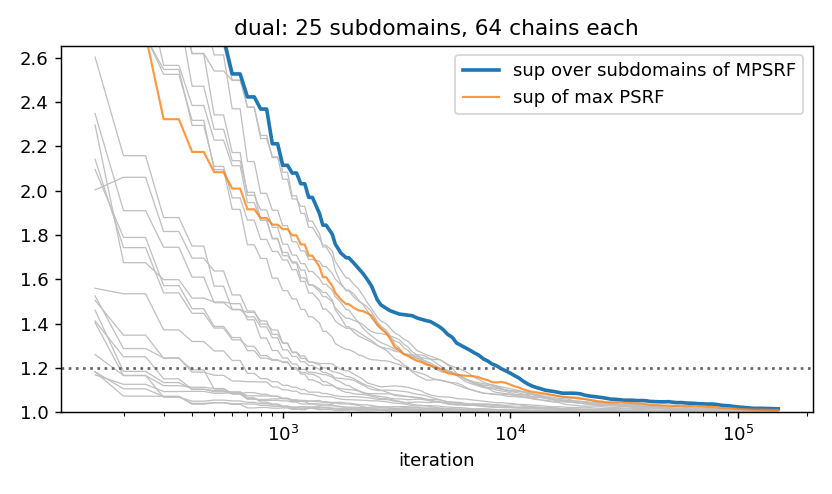 dual: 25 subdomains, 64 chains each
sup over subdomains of MPSRF
sup of max PSRF
2.6
2.4
2.2
2.0
1.8
1.6
1.4
1.2
1.0
10³ 10⁴ 10⁵
iteration